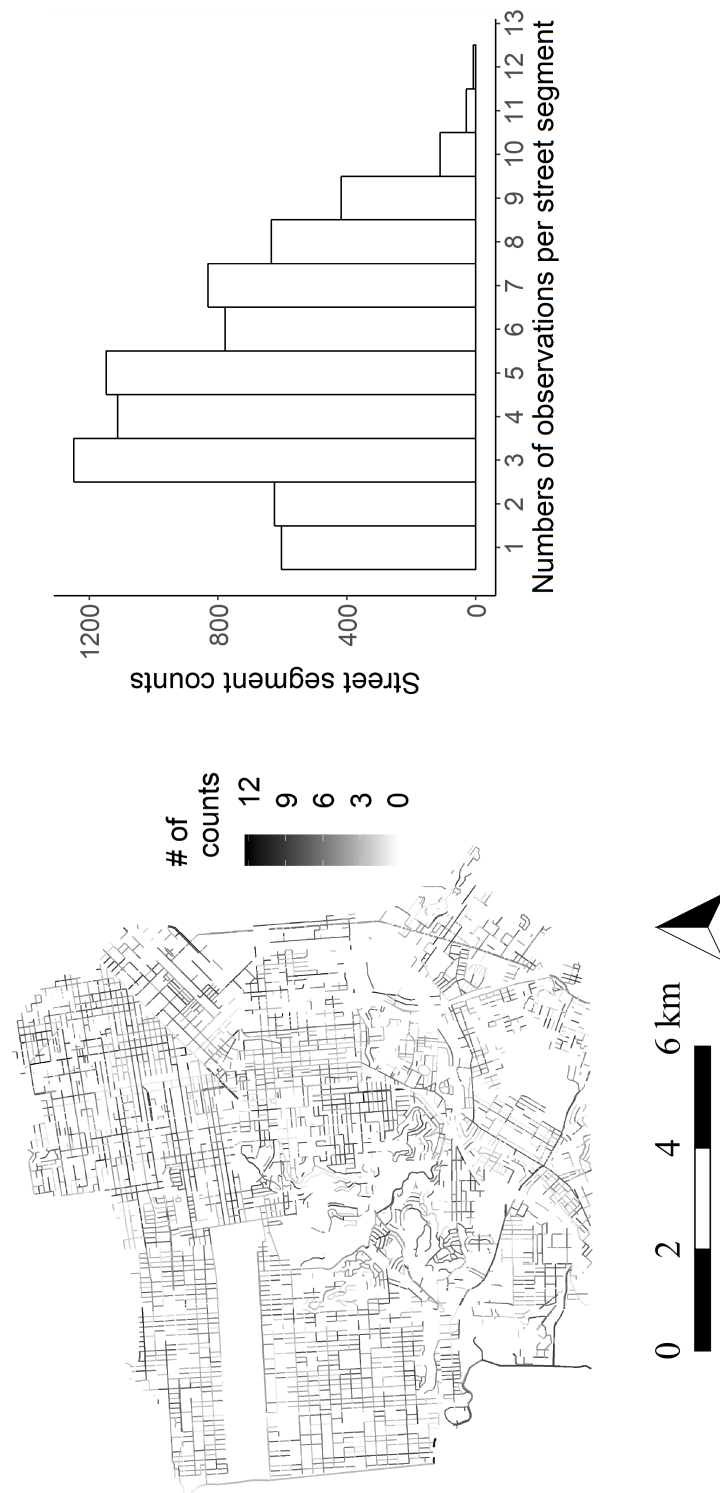 # of
counts
12
9
6
3
0
0 2 4 6 km
Street segment counts
1200
800
400
0
1 2 3 4 5 6 7 8 9 10 11 12 13
Numbers of observations per street segment